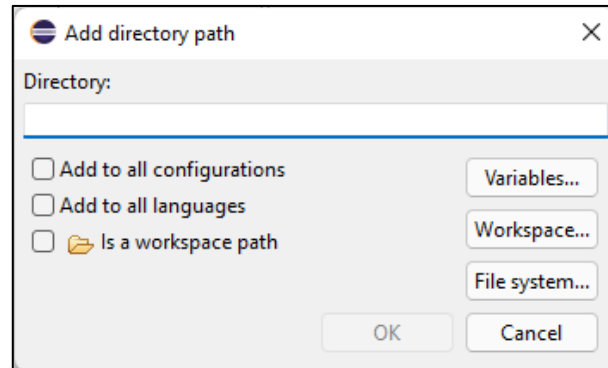 Add directory path
Directory:
Add to all configurations
Variables...
Add to all languages
Workspace...
Is a workspace path
File system...
OK
Cancel